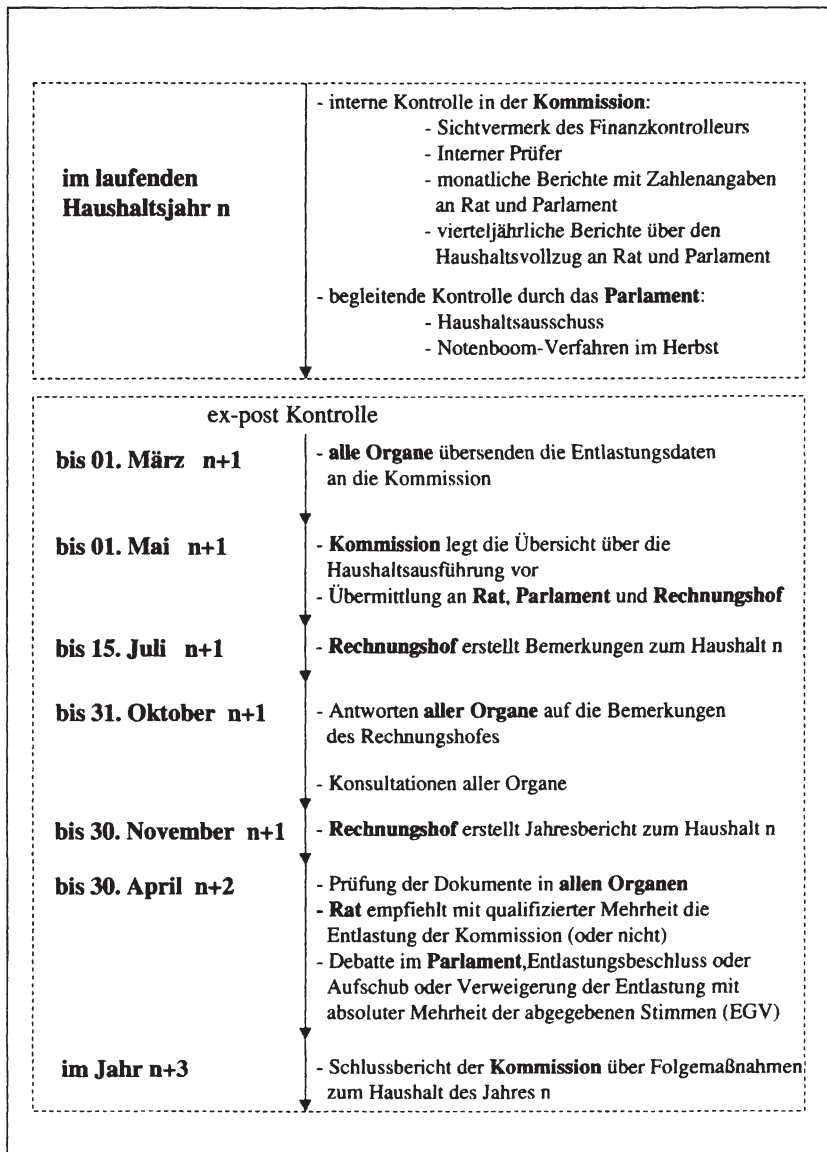 - interne Kontrolle in der Kommission:
- Sichtvermerk des Finanzkontrolleurs
- Interner Prüfer
im laufenden
Haushaltsjahr n
- monatliche Berichte mit Zahlenangaben
an Rat und Parlament
- vierteljährliche Berichte über den
Haushaltsvollzug an Rat und Parlament
- begleitende Kontrolle durch das Parlament:
- Haushaltsausschuss
- Notenboom-Verfahren im Herbst
ex-post Kontrolle
bis 01. März n+1
- alle Organe übersenden die Entlastungsdaten
an die Kommission
bis 01. Mai n+1
- Kommission legt die Übersicht über die
Haushaltsausführung vor
- Übermittlung an Rat, Parlament und Rechnungshof
bis 15. Juli n+1
- Rechnungshof erstellt Bemerkungen zum Haushalt n
bis 31. Oktober n+1
- Antworten aller Organe auf die Bemerkungen
des Rechnungshofes
- Konsultationen aller Organe
bis 30. November n+1
- Rechnungshof erstellt Jahresbericht zum Haushalt n
bis 30. April n+2
- Prüfung der Dokumente in allen Organen
- Rat empfiehlt mit qualifizierter Mehrheit die
Entlastung der Kommission (oder nicht)
- Debatte im Parlament,Entlastungsbeschluss oder
Aufschub oder Verweigerung der Entlastung mit
absoluter Mehrheit der abgegebenen Stimmen (EGV)
im Jahr n+3
- Schlussbericht der Kommission über Folgemaßnahmen
zum Haushalt des Jahres n